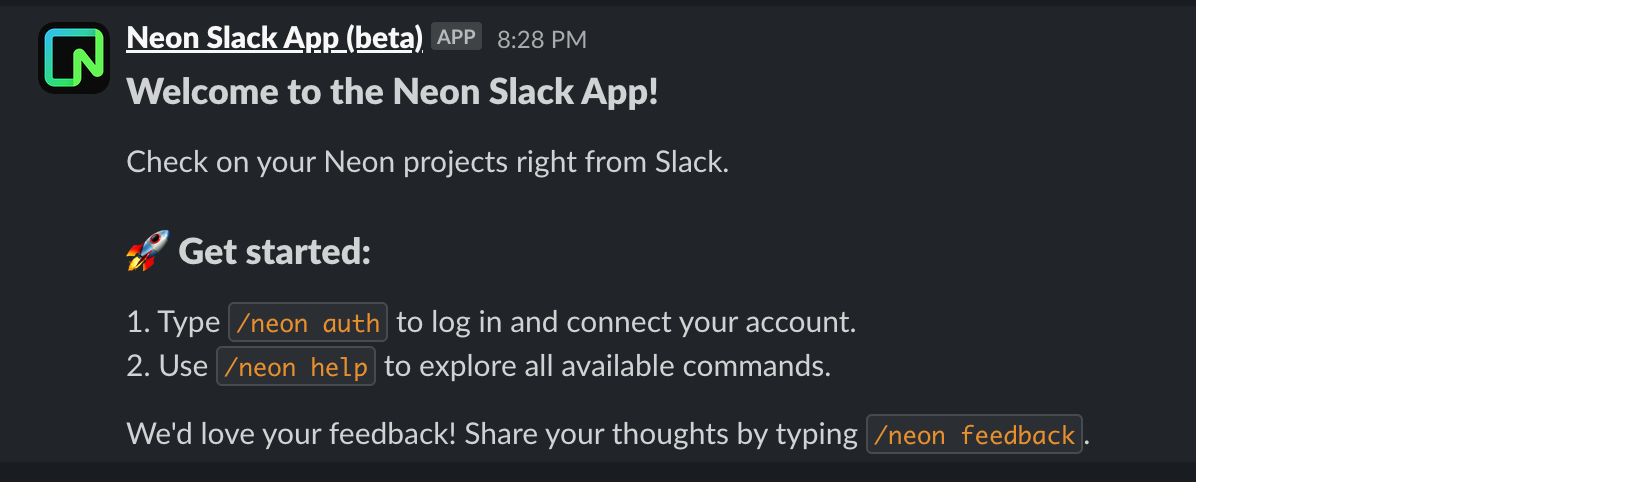 Neon Slack App (beta) APP 8:28 PM
Welcome to the Neon Slack App!
Check on your Neon projects right from Slack.
🚀 Get started:
1. Type /neon auth to log in and connect your account.
2. Use /neon help to explore all available commands.
We'd love your feedback! Share your thoughts by typing /neon feedback.